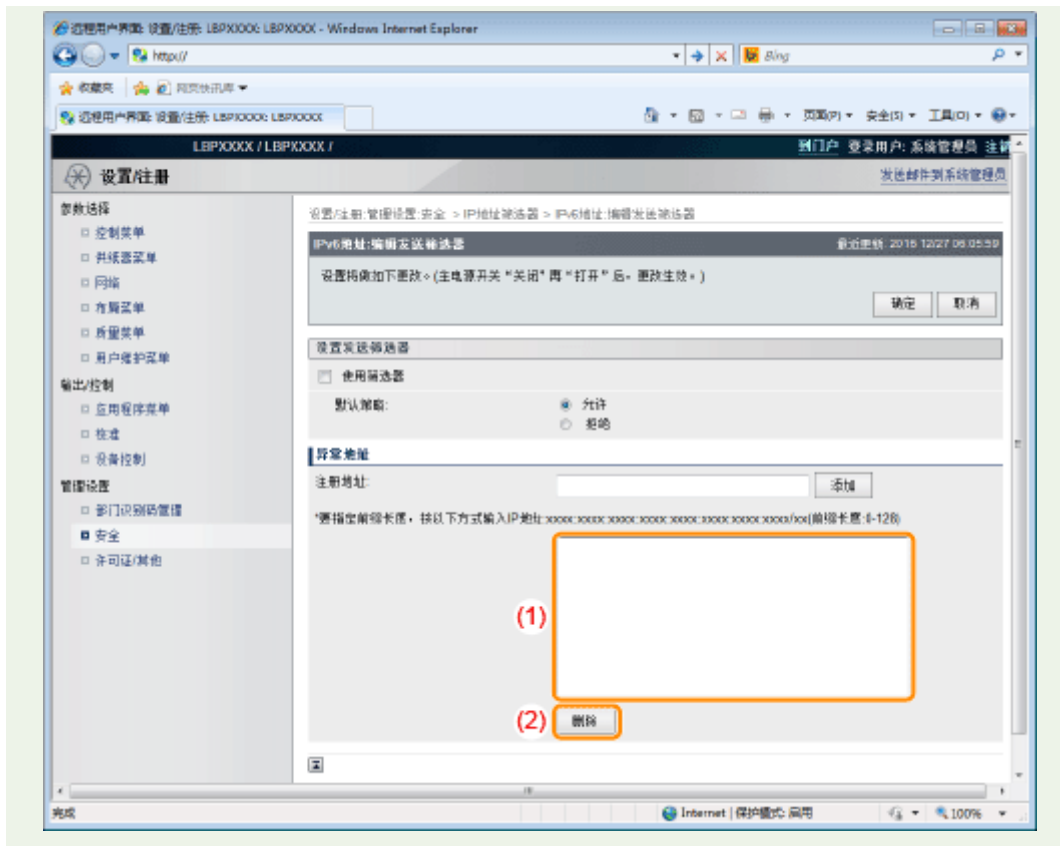 远程用户界面: 设置/注册: LBPXXXX: LBPXXXX - Windows Internet Explorer
http://
Bing
收藏夹 网页快讯库
远程用户界面: 设置/注册: LBPXXXX: LBPXXXX
页面(P) 安全(S) 工具(O)
LBPXXXX / LBPXXXX /
到门户 登录用户: 系统管理员 注销
设置/注册
发送邮件到系统管理员
参数选择
控制菜单
供纸器菜单
网络
布局菜单
质量菜单
用户维护菜单
输出/控制
应用程序菜单
校准
设备控制
管理设置
部门识别码管理
安全
许可证/其他
设置/注册:管理设置:安全 > IP地址筛选器 > IPv6地址:编辑发送筛选器
IPv6地址:编辑发送筛选器
最近更新: 2016 12/27 06:05:59
设置将做如下更改。(主电源开关“关闭”再“打开”后,更改生效。)
确定 取消
设置发送筛选器
使用筛选器
默认策略:
允许
拒绝
异常地址
注册地址:
添加
*要指定前缀长度,按以下方式输入IP地址:xxxx:xxxx:xxxx:xxxx:xxxx:xxxx:xxxx:xxxx/xx(前缀长度:0-128)
(1)
(2)
删除
完成
Internet | 保护模式: 启用
100%